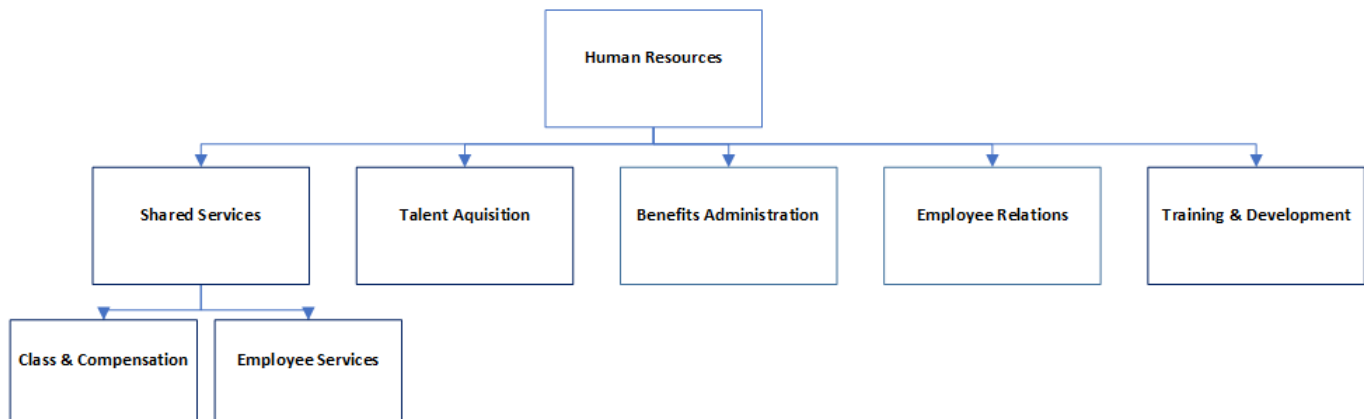 Human Resources
Shared Services
Talent Aquisition
Benefits Administration
Employee Relations
Training & Development
Class & Compensation
Employee Services